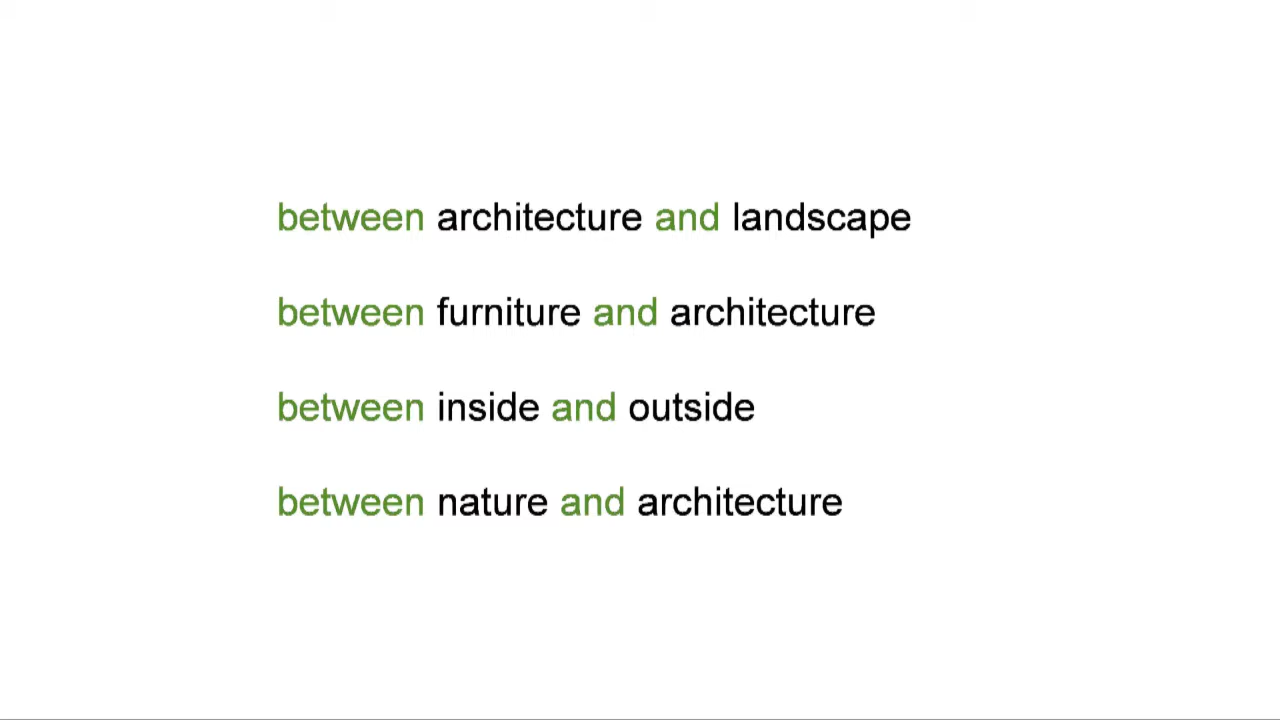 between architecture and landscape
between furniture and architecture
between inside and outside
between nature and architecture